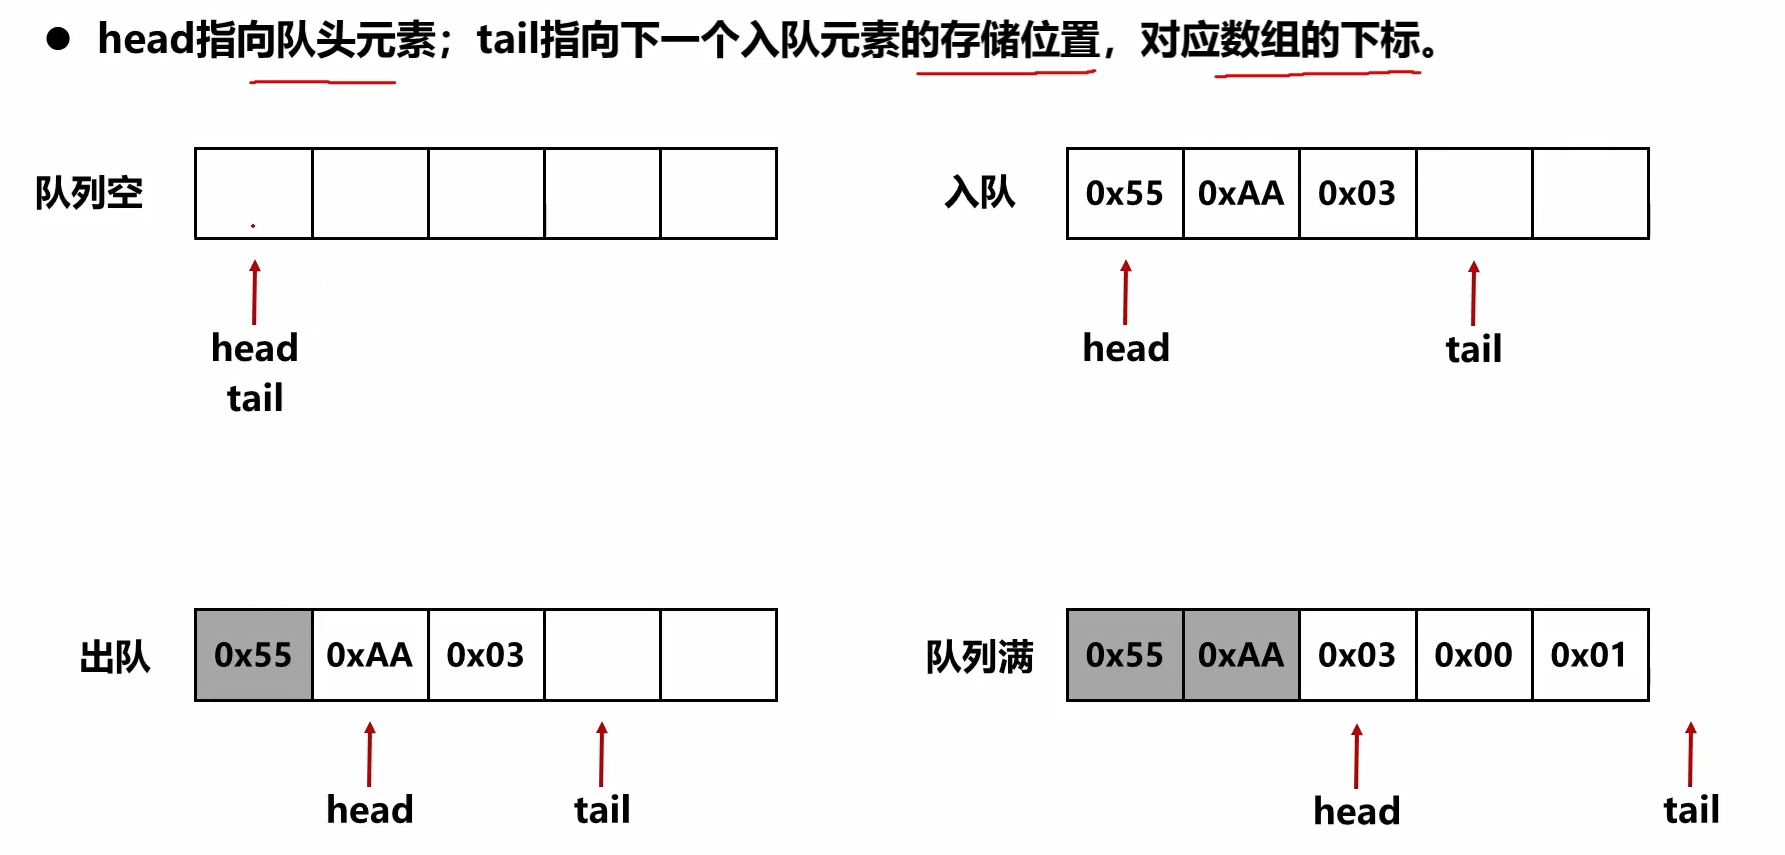 ● head指向队头元素；tail指向下一个入队元素的存储位置，对应数组的下标。
队列空
head
tail
入队 0x55 0xAA 0x03
head tail
出队 0x55 0xAA 0x03
head tail
队列满 0x55 0xAA 0x03 0x00 0x01
head tail